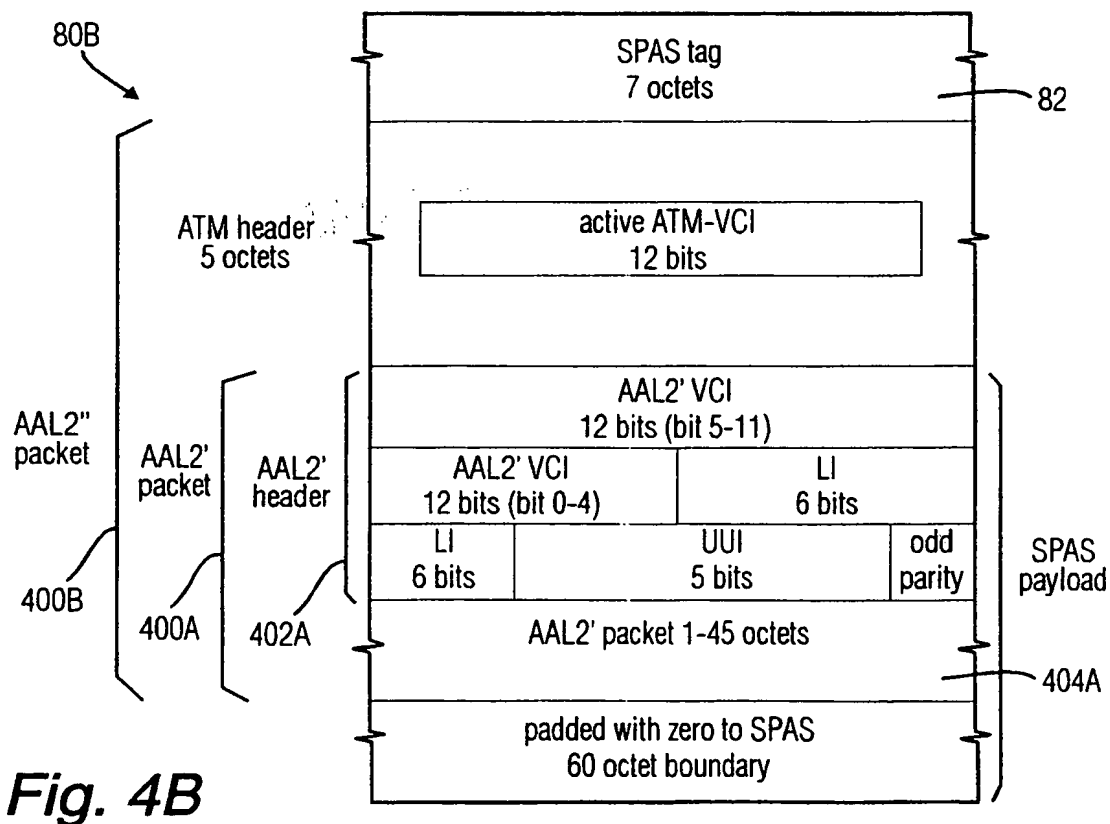 80B
SPAS tag
7 octets
82
ATM header
5 octets
active ATM-VCI
12 bits
AAL2" packet
AAL2' packet
AAL2' header
AAL2' VCI
12 bits (bit 5-11)
AAL2' VCI
12 bits (bit 0-4)
LI
6 bits
LI
6 bits
UUI
5 bits
odd parity
SPAS payload
400B
400A
402A
AAL2' packet 1-45 octets
404A
padded with zero to SPAS
60 octet boundary
Fig. 4B